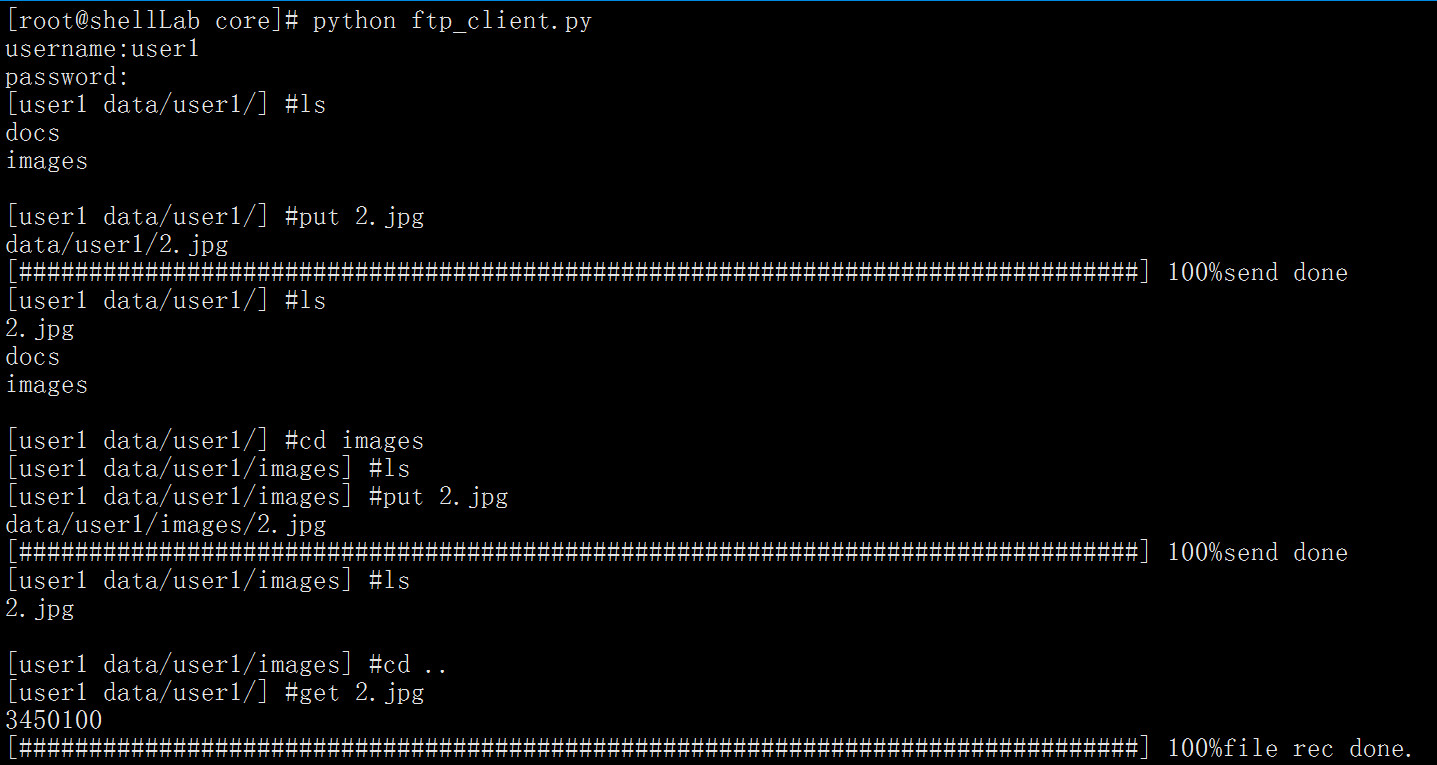 [root@shellLab core]# python ftp_client.py
username:user1
password:
[user1 data/user1/] #ls
docs
images
[user1 data/user1/] #put 2.jpg
data/user1/2.jpg
[################################################################################] 100%send done
[user1 data/user1/] #ls
2.jpg
docs
images
[user1 data/user1/] #cd images
[user1 data/user1/images] #ls
[user1 data/user1/images] #put 2.jpg
data/user1/images/2.jpg
[################################################################################] 100%send done
[user1 data/user1/images] #ls
2.jpg
[user1 data/user1/images] #cd ..
[user1 data/user1/] #get 2.jpg
3450100
[################################################################################] 100%file rec done.